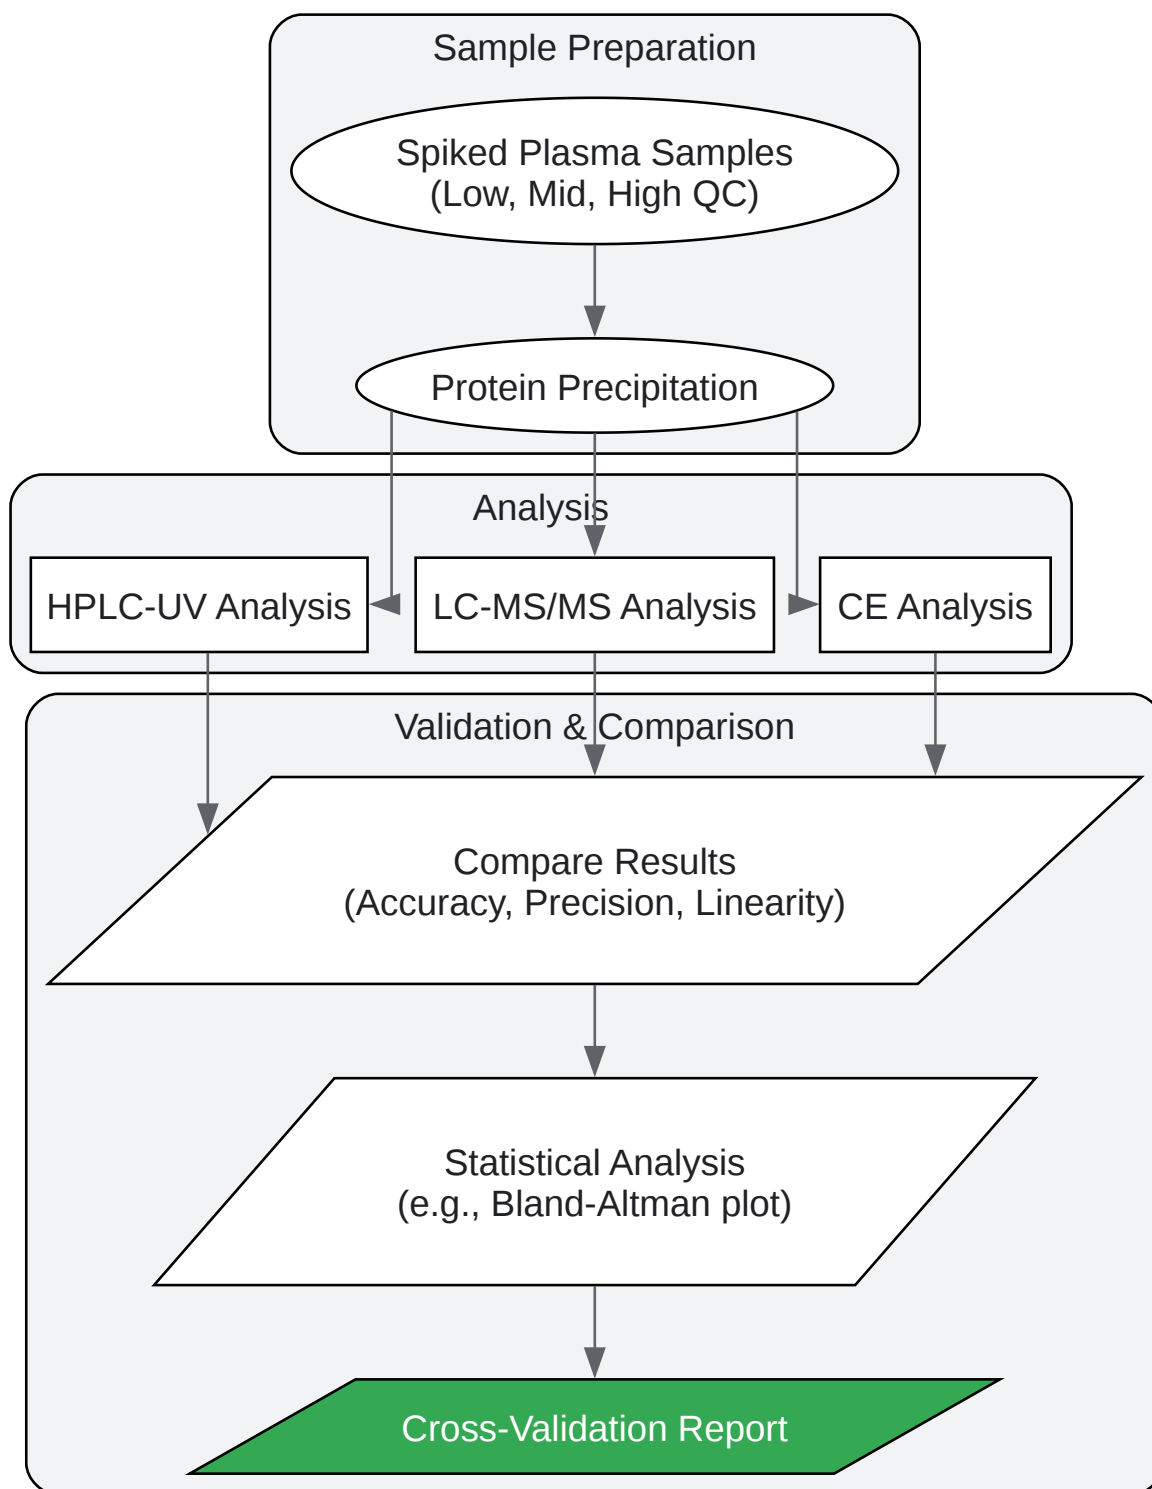 Sample Preparation
Spiked Plasma Samples
(Low, Mid, High QC)
Protein Precipitation
Analysis
HPLC-UV Analysis
LC-MS/MS Analysis
CE Analysis
Validation & Comparison
Compare Results
(Accuracy, Precision, Linearity)
Statistical Analysis
(e.g., Bland-Altman plot)
Cross-Validation Report